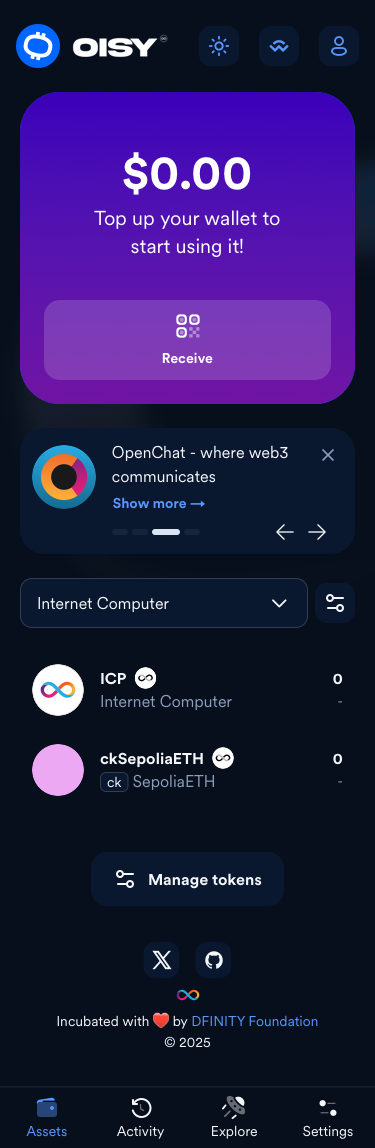 OISY
$0.00
Top up your wallet to
start using it!
Receive
OpenChat - where web3
communicates
Show more →
Internet Computer
ICP
0
Internet Computer
-
ckSepoliaETH
0
ck SepoliaETH
-
Manage tokens
Incubated with ❤️ by DFINITY Foundation
© 2025
Assets
Activity
Explore
Settings